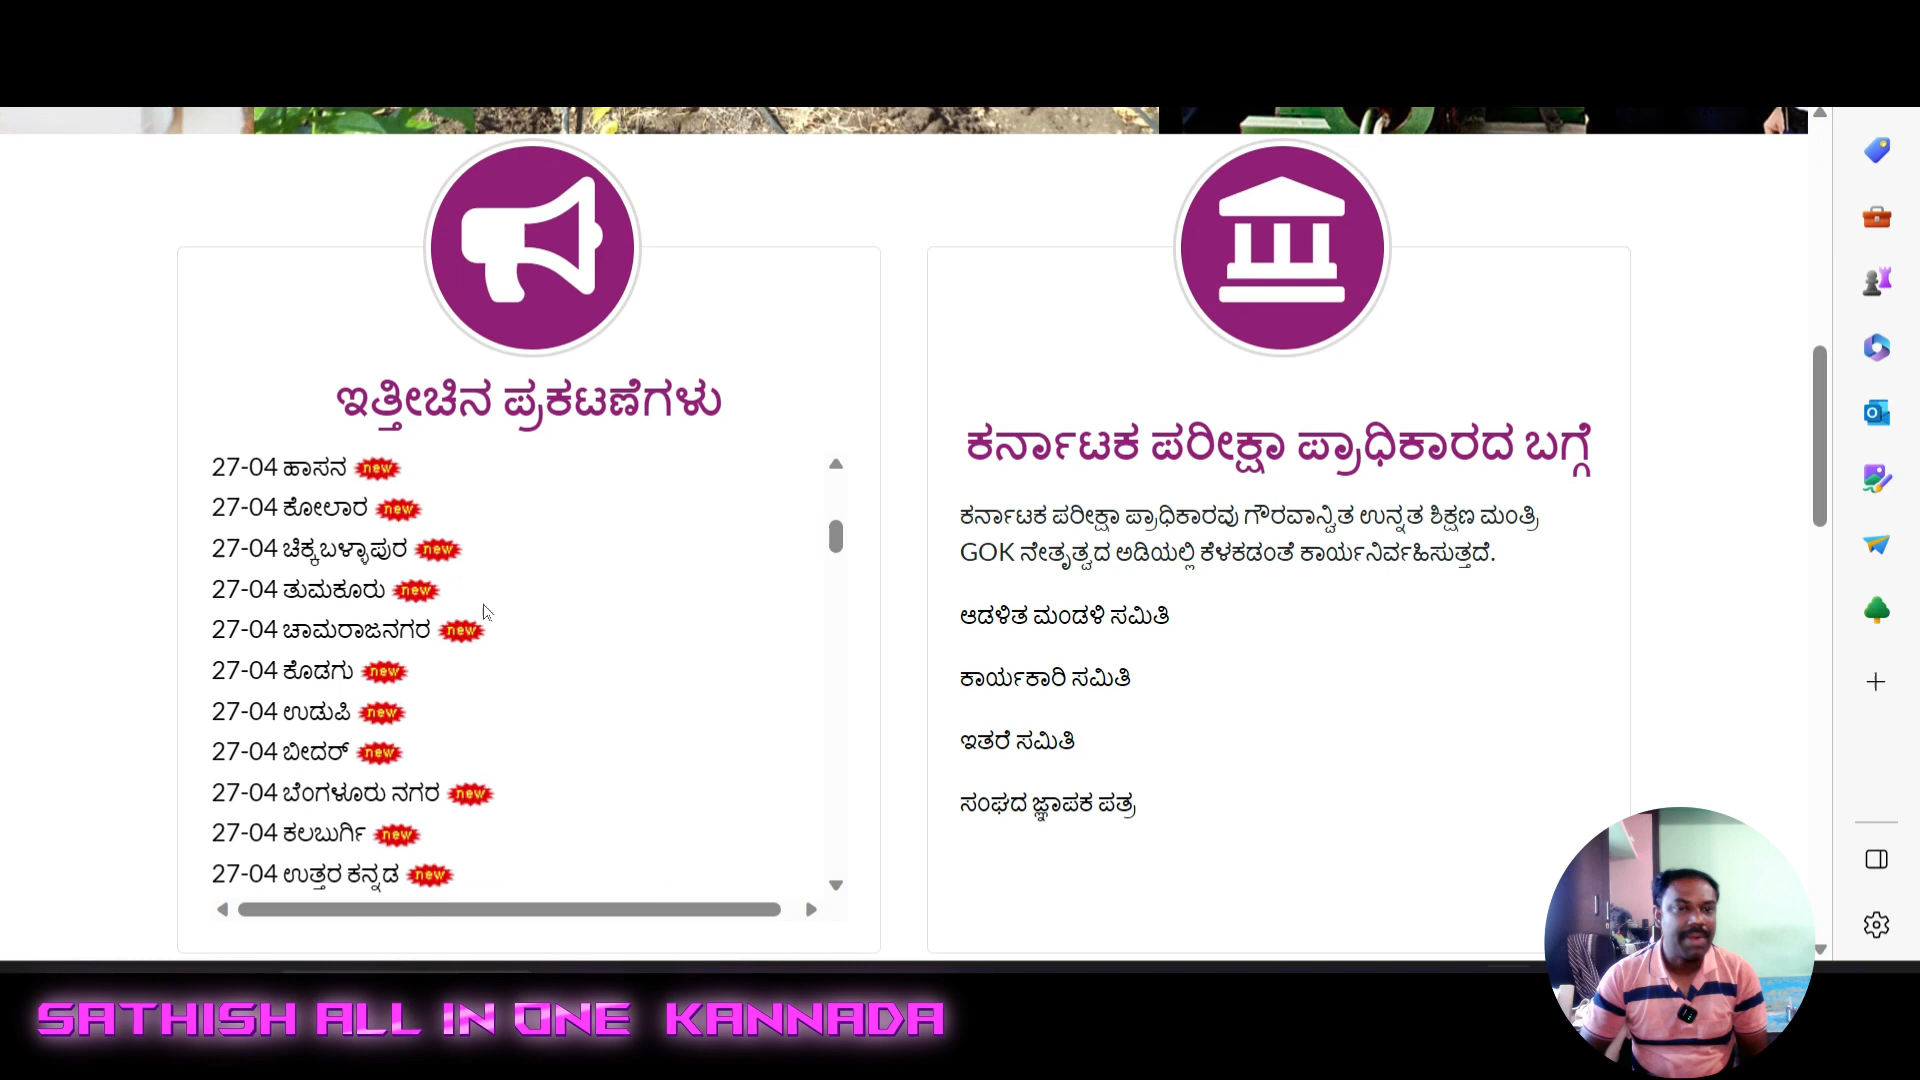 ಇತ್ತೀಚಿನ ಪ್ರಕಟಣೆಗಳು
27-04 ಹಾಸನ new
27-04 ಕೋಲಾರ new
27-04 ಚಿಕ್ಕಬಳ್ಳಾಪುರ new
27-04 ತುಮಕೂರು new
27-04 ಚಾಮರಾಜನಗರ new
27-04 ಕೊಡಗು new
27-04 ಉಡುಪಿ new
27-04 ಬೀದರ್ new
27-04 ಬೆಂಗಳೂರು ನಗರ new
27-04 ಕಲಬುರ್ಗಿ new
27-04 ಉತ್ತರ ಕನ್ನಡ new
ಕರ್ನಾಟಕ ಪರೀಕ್ಷಾ ಪ್ರಾಧಿಕಾರದ ಬಗ್ಗೆ
ಕರ್ನಾಟಕ ಪರೀಕ್ಷಾ ಪ್ರಾಧಿಕಾರವು ಗೌರವಾನ್ವಿತ ಉನ್ನತ ಶಿಕ್ಷಣ ಮಂತ್ರಿ
GOK ನೇತೃತ್ವದ ಅಡಿಯಲ್ಲಿ ಕೆಳಕಡಂತೆ ಕಾರ್ಯನಿರ್ವಹಿಸುತ್ತದೆ.
ಆಡಳಿತ ಮಂಡಳಿ ಸಮಿತಿ
ಕಾರ್ಯಕಾರಿ ಸಮಿತಿ
ಇತರೆ ಸಮಿತಿ
ಸಂಘದ ಜ್ಞಾಪಕ ಪತ್ರ
SATHISH ALL IN ONE KANNADA